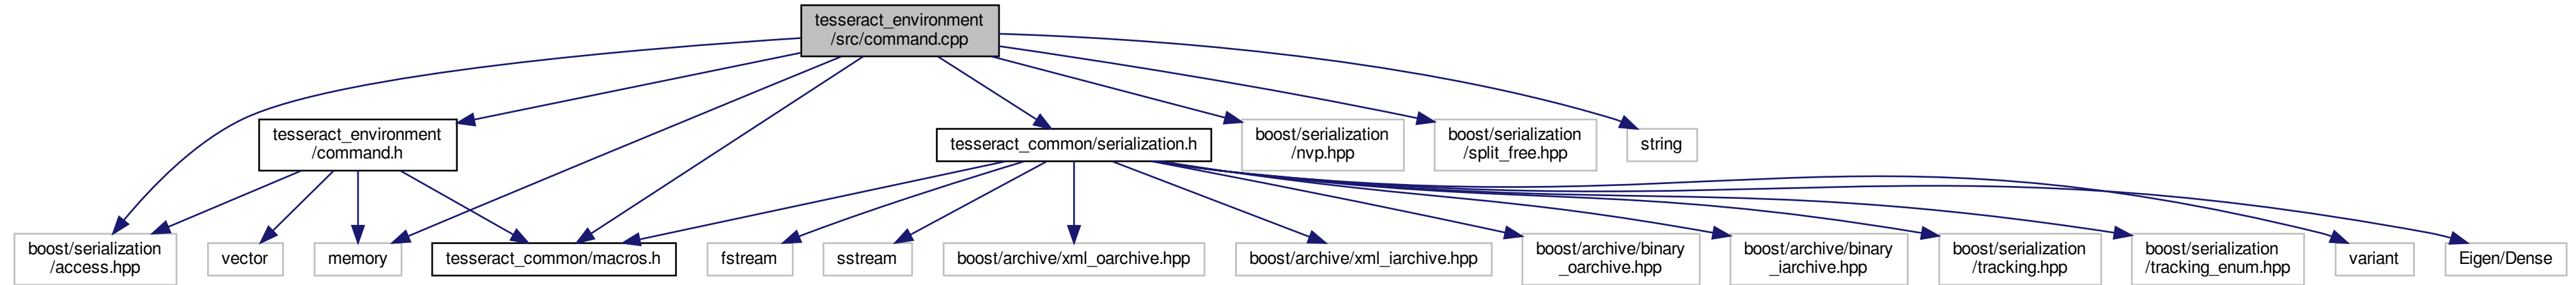 tesseract_environment
/src/command.cpp
tesseract_environment
/command.h
tesseract_common/serialization.h
boost/serialization
/nvp.hpp
boost/serialization
/split_free.hpp
string
boost/serialization
/access.hpp
vector
memory
tesseract_common/macros.h
fstream
sstream
boost/archive/xml_oarchive.hpp
boost/archive/xml_iarchive.hpp
boost/archive/binary
_oarchive.hpp
boost/archive/binary
_iarchive.hpp
boost/serialization
/tracking.hpp
boost/serialization
/tracking_enum.hpp
variant
Eigen/Dense